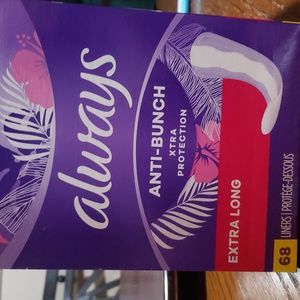 always
ANTI-BUNCH
XTRA
PROTECTION
EXTRA LONG
68
LINERS | PROTÈGE-DESSOUS